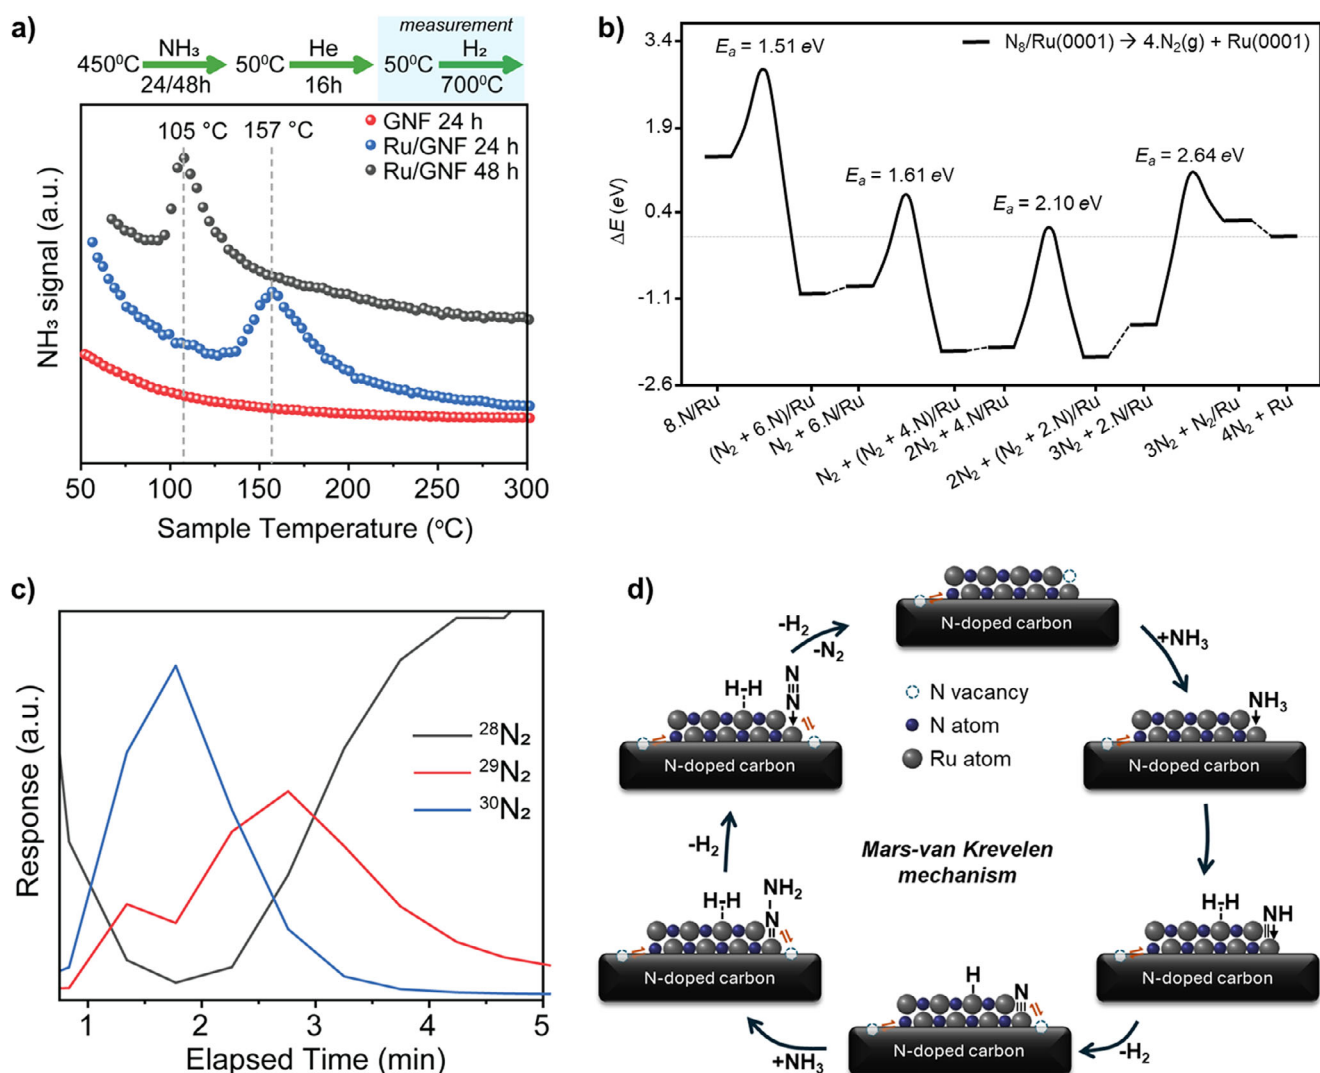 a)
measurement
450⁰C NH₃ 50⁰C He 50⁰C H₂
24/48h 16h 700⁰C
105 °C 157 °C
GNF 24 h
Ru/GNF 24 h
Ru/GNF 48 h
NH₃ signal (a.u.)
50 100 150 200 250 300
Sample Temperature (°C)
b)
N₈/Ru(0001) → 4.N₂(g) + Ru(0001)
Eₐ = 1.51 eV
Eₐ = 1.61 eV
Eₐ = 2.10 eV
Eₐ = 2.64 eV
ΔE (eV)
3.4
1.9
0.4
-1.1
-2.6
8.N/Ru
(N₂ + 6.N)/Ru
N₂ + 6.N/Ru
N₂ + (N₂ + 4.N)/Ru
2N₂ + 4.N/Ru
2N₂ + (N₂ + 2.N)/Ru
3N₂ + 2.N/Ru
3N₂ + N₂/Ru
4N₂ + Ru
c)
²⁸N₂
²⁹N₂
³⁰N₂
Response (a.u.)
1 2 3 4 5
Elapsed Time (min)
d)
N-doped carbon
+NH₃
NH₃
N-doped carbon
H-H
NH
N-doped carbon
-H₂
H
N
N-doped carbon
+NH₃
H-H
NH₂
N
N-doped carbon
-H₂
H-H
N
N
N-doped carbon
-H₂
-N₂
N vacancy
N atom
Ru atom
Mars-van Krevelen
mechanism